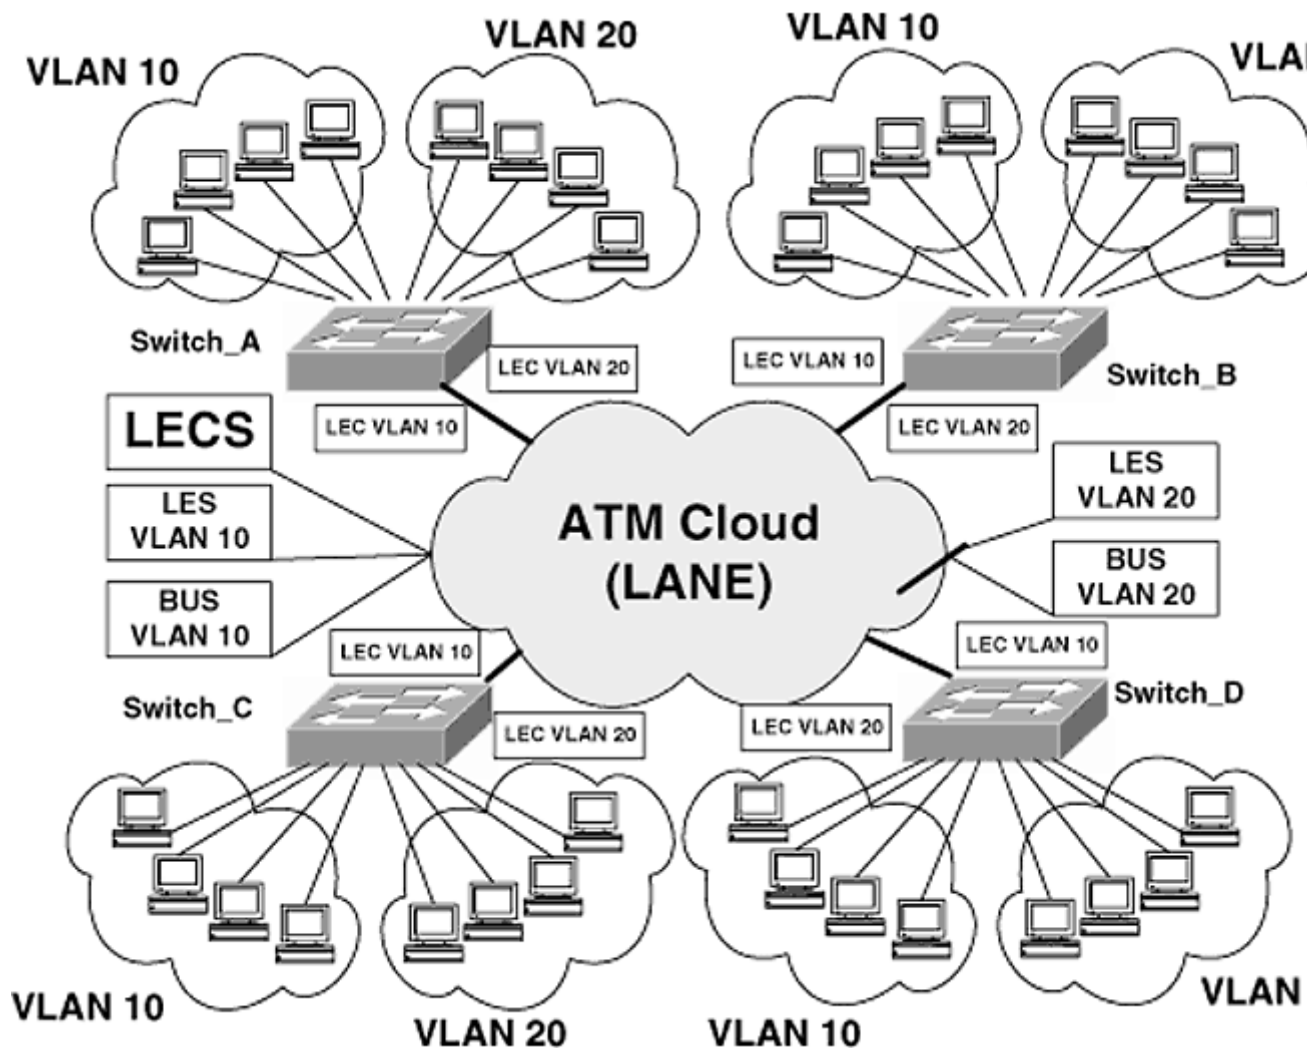 VLAN 10
VLAN 20
VLAN 10
VLA
Switch_A
LEC VLAN 20
LEC VLAN 10
LEC VLAN 10
LEC VLAN 20
Switch_B
LECS
LES
VLAN 10
BUS
VLAN 10
ATM Cloud
(LANE)
LES
VLAN 20
BUS
VLAN 20
LEC VLAN 10
Switch_C
LEC VLAN 20
LEC VLAN 10
Switch_D
LEC VLAN 20
VLAN 10
VLAN 20
VLAN 10
VLAN